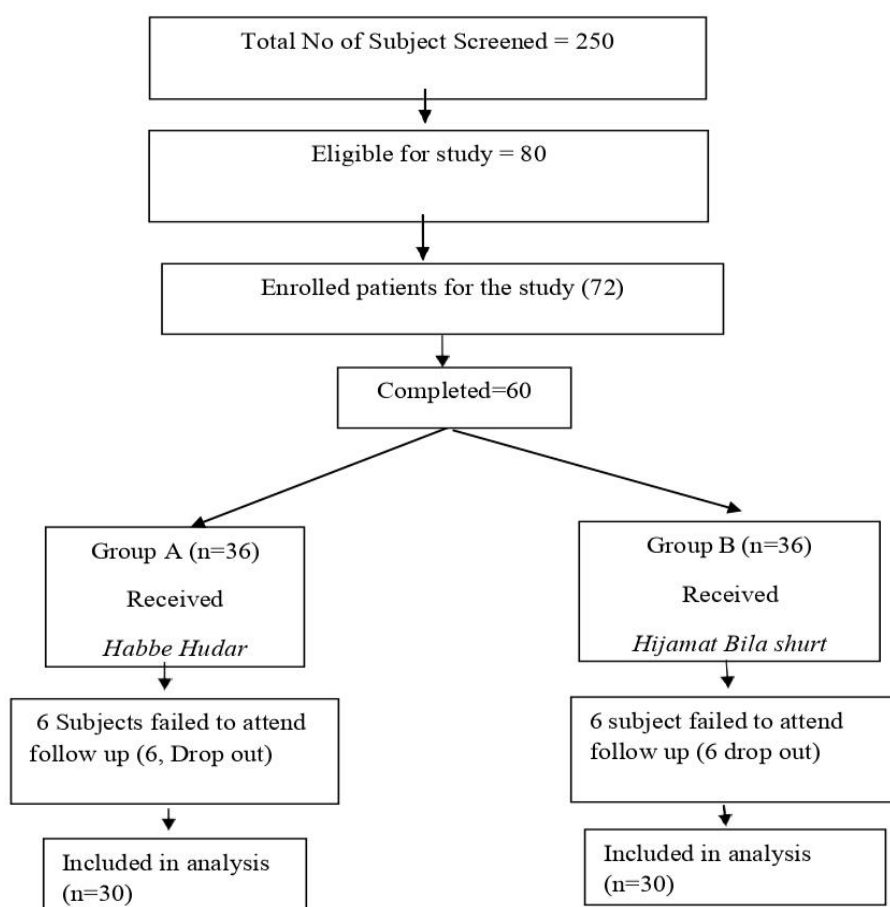 Total No of Subject Screened = 250
Eligible for study = 80
Enrolled patients for the study (72)
Completed=60
Group A (n=36)
Received
Habbe Hudar
Group B (n=36)
Received
Hijamat Bila shurt
6 Subjects failed to attend
follow up (6, Drop out)
6 subject failed to attend
follow up (6 drop out)
Included in analysis
(n=30)
Included in analysis
(n=30)